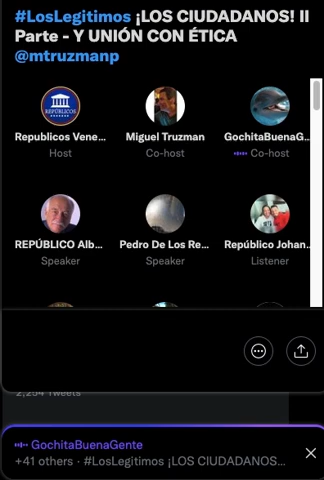 #LosLegitimos ¡LOS CIUDADANOS! II
Parte - Y UNIÓN CON ÉTICA
@mtruzmanp
REPÚBLICOS
Republicos Vene... Miguel Truzman GochitaBuenaG...
Host Co-host Co-host
REPÚBLICO Alb... Pedro De Los Re... Repúblico Johan...
Speaker Speaker Listener
2,254 Tweets
GochitaBuenaGente
+41 others · #LosLegitimos ¡LOS CIUDADANOS...